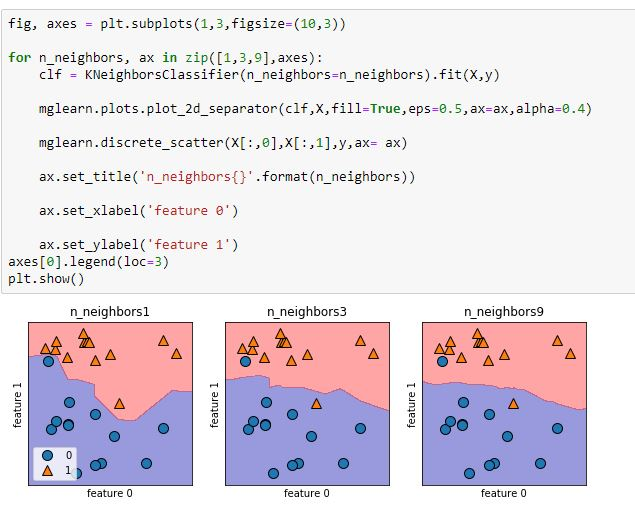 fig, axes = plt.subplots(1,3,figsize=(10,3))
for n_neighbors, ax in zip([1,3,9],axes):
clf = KNeighborsClassifier(n_neighbors=n_neighbors).fit(X,y)
mglearn.plots.plot_2d_separator(clf,X,fill=True,eps=0.5,ax=ax,alpha=0.4)
mglearn.discrete_scatter(X[:,0],X[:,1],y,ax= ax)
ax.set_title('n_neighbors{}'.format(n_neighbors))
ax.set_xlabel('feature 0')
ax.set_ylabel('feature 1')
axes[0].legend(loc=3)
plt.show()
n_neighbors1
n_neighbors3
n_neighbors9
feature 1
feature 1
feature 1
0
1
feature 0
feature 0
feature 0